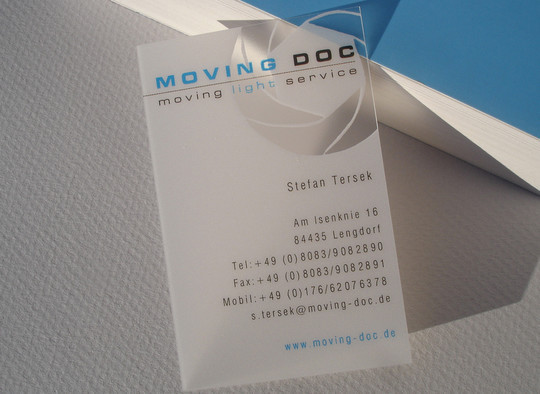 MOVING DOC
moving light service
Stefan Tersek
Am Isenknie 16
84435 Lengdorf
Tel:+49 (0)8083/9082890
Fax:+49 (0)8083/9082891
Mobil:+49 (0)176/62076378
s.tersek@moving-doc.de
www.moving-doc.de